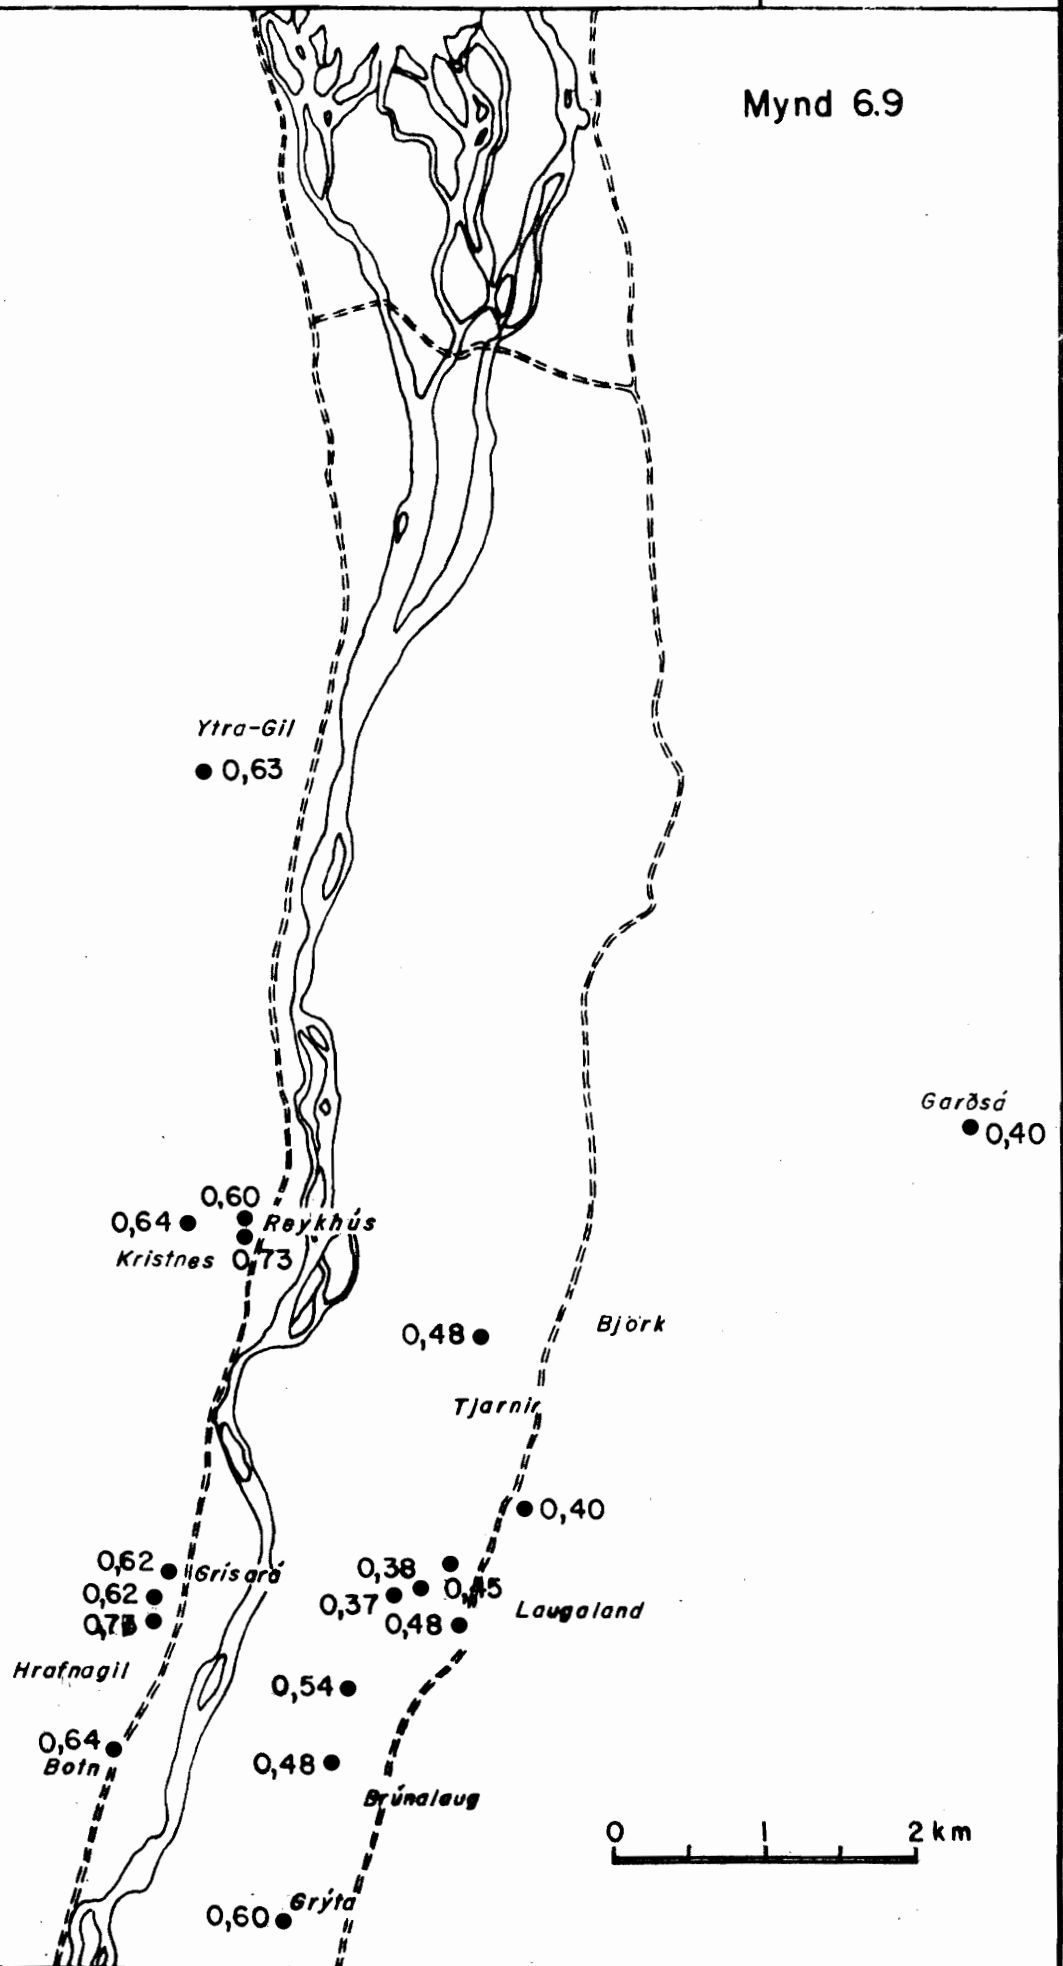 Mynd 6.9
Ytra-Gil
0,63
Garðsá
0,40
0,60
0,64
Reykhús
Kristnes
0,73
Björk
0,48
Tjarnir
0,40
0,62
Grísará
0,38
0,62
0,45
0,37
Laugaland
0,48
Hrafnagil
0,54
0,64
Botn
0,48
Brúnalaug
0 1 2 km
Grýta
0,60